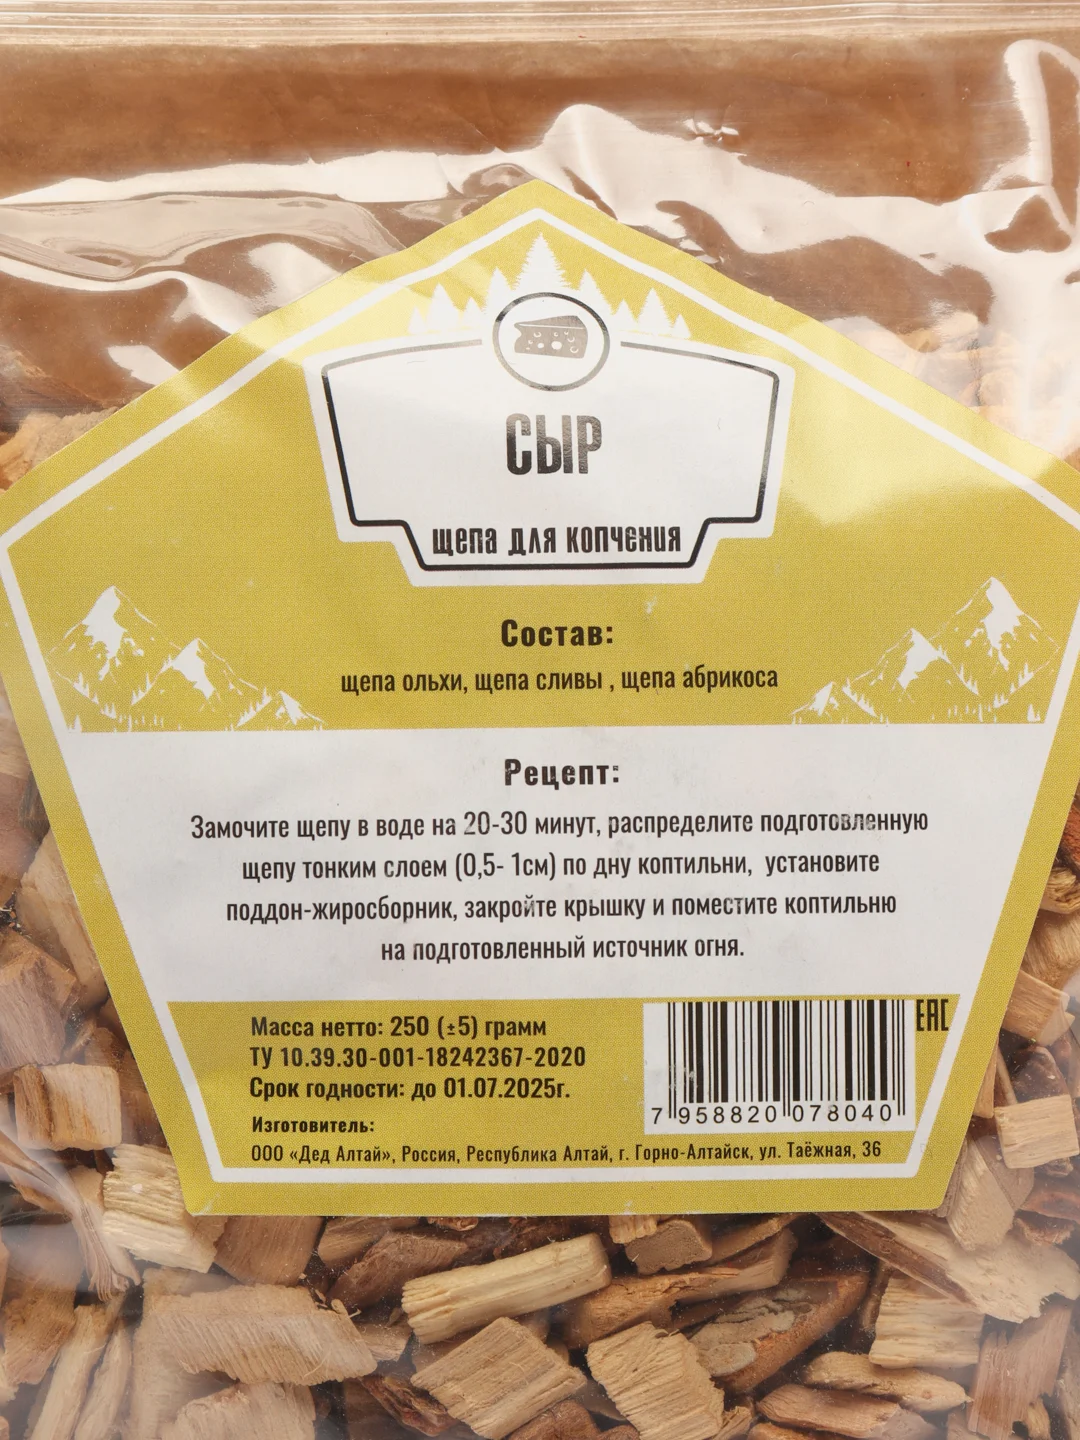 СЫР
щепа для копчения
Состав:
щепа ольхи, щепа сливы , щепа абрикоса
Рецепт:
Замочите щепу в воде на 20-30 минут, распределите подготовленную
щепу тонким слоем (0,5- 1см) по дну коптильни, установите
поддон-жиросборник, закройте крышку и поместите коптильню
на подготовленный источник огня.
Масса нетто: 250 (±5) грамм
ТУ 10.39.30-001-18242367-2020
Срок годности: до 01.07.2025г.
EAC
7 958820 078040
Изготовитель:
ООО «Дед Алтай», Россия, Республика Алтай, г. Горно-Алтайск, ул. Таёжная, 36